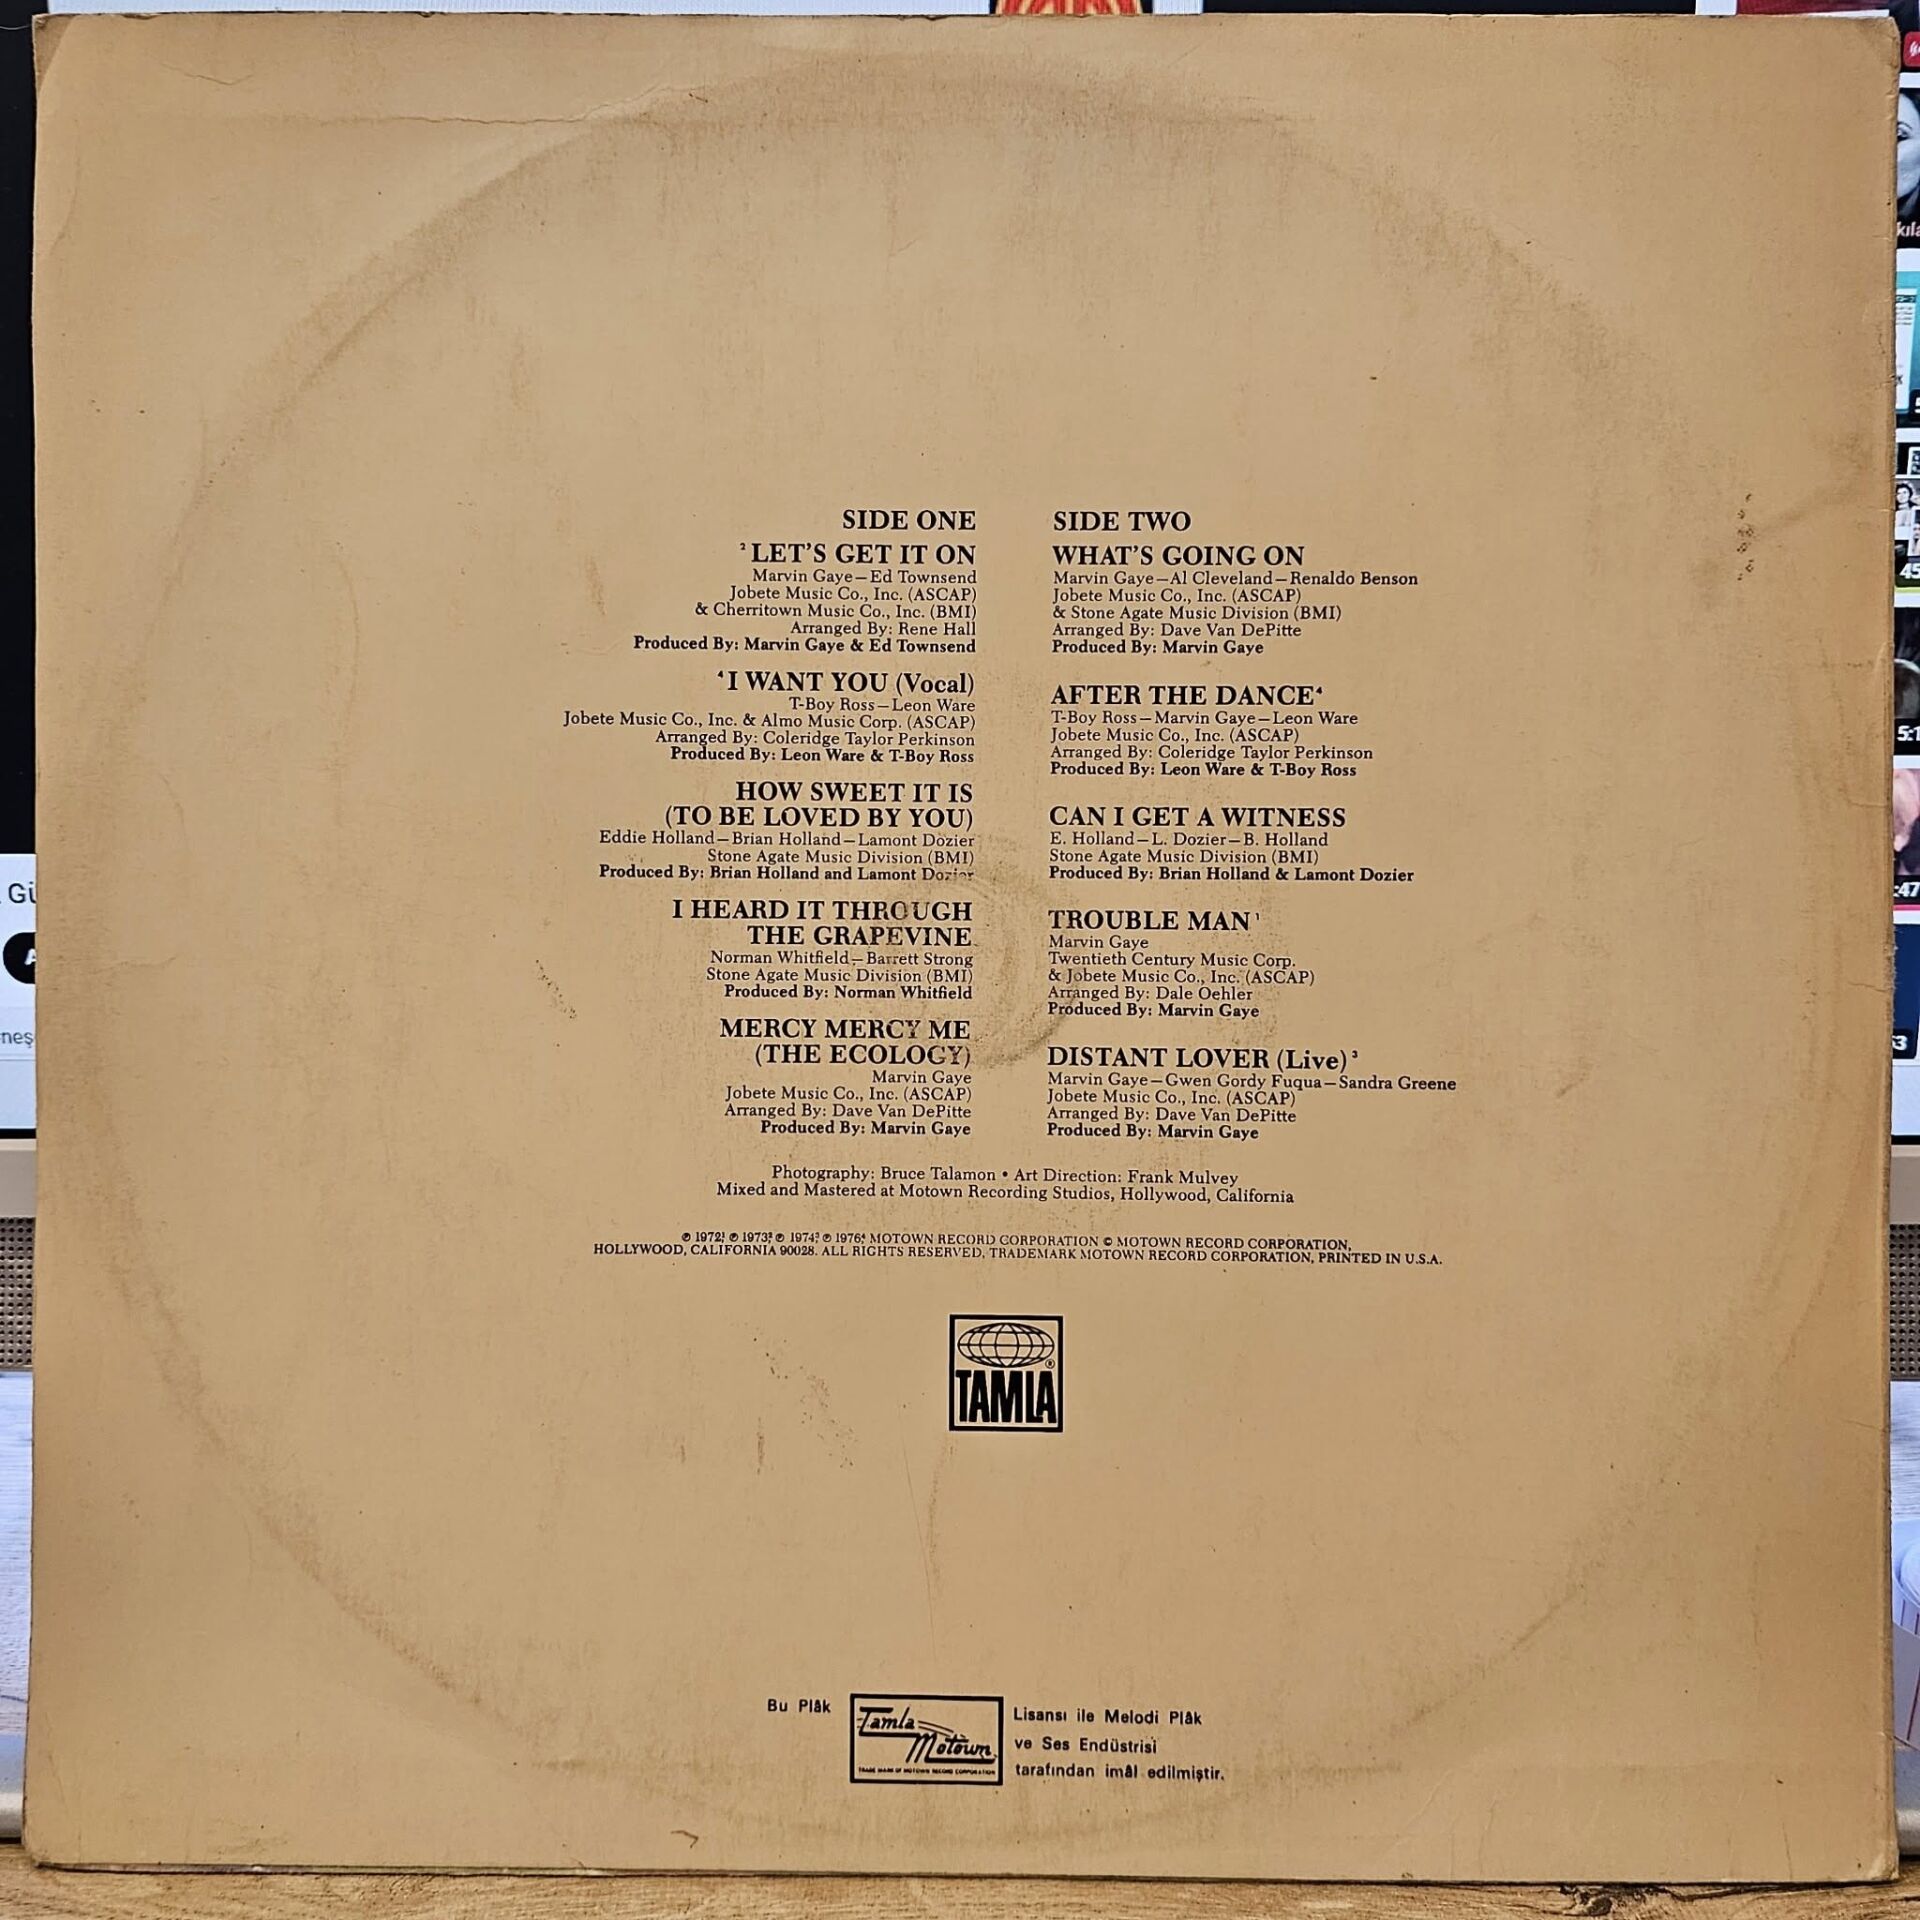 SIDE ONE
² LET'S GET IT ON
Marvin Gaye—Ed Townsend
Jobete Music Co., Inc. (ASCAP)
& Cherritown Music Co., Inc. (BMI)
Arranged By: Rene Hall
Produced By: Marvin Gaye & Ed Townsend
⁴ I WANT YOU (Vocal)
T-Boy Ross—Leon Ware
Jobete Music Co., Inc. & Almo Music Corp. (ASCAP)
Arranged By: Coleridge Taylor Perkinson
Produced By: Leon Ware & T-Boy Ross
HOW SWEET IT IS
(TO BE LOVED BY YOU)
Eddie Holland—Brian Holland—Lamont Dozier
Stone Agate Music Division (BMI)
Produced By: Brian Holland and Lamont Dozier
I HEARD IT THROUGH
THE GRAPEVINE
Norman Whitfield—Barrett Strong
Stone Agate Music Division (BMI)
Produced By: Norman Whitfield
MERCY MERCY ME
(THE ECOLOGY)
Marvin Gaye
Jobete Music Co., Inc. (ASCAP)
Arranged By: Dave Van DePitte
Produced By: Marvin Gaye
SIDE TWO
WHAT'S GOING ON
Marvin Gaye—Al Cleveland—Renaldo Benson
Jobete Music Co., Inc. (ASCAP)
& Stone Agate Music Division (BMI)
Arranged By: Dave Van DePitte
Produced By: Marvin Gaye
AFTER THE DANCE⁴
T-Boy Ross—Marvin Gaye—Leon Ware
Jobete Music Co., Inc. (ASCAP)
Arranged By: Coleridge Taylor Perkinson
Produced By: Leon Ware & T-Boy Ross
CAN I GET A WITNESS
E. Holland—L. Dozier—B. Holland
Stone Agate Music Division (BMI)
Produced By: Brian Holland & Lamont Dozier
TROUBLE MAN¹
Marvin Gaye
Twentieth Century Music Corp.
& Jobete Music Co., Inc. (ASCAP)
Arranged By: Dale Oehler
Produced By: Marvin Gaye
DISTANT LOVER (Live)³
Marvin Gaye—Gwen Gordy Fuqua—Sandra Greene
Jobete Music Co., Inc. (ASCAP)
Arranged By: Dave Van DePitte
Produced By: Marvin Gaye
Photography: Bruce Talamon • Art Direction: Frank Mulvey
Mixed and Mastered at Motown Recording Studios, Hollywood, California
℗ 1972¹, ℗ 1973², ℗ 1974³, ℗ 1976⁴, MOTOWN RECORD CORPORATION © MOTOWN RECORD CORPORATION,
HOLLYWOOD, CALIFORNIA 90028. ALL RIGHTS RESERVED, TRADEMARK MOTOWN RECORD CORPORATION, PRINTED IN U.S.A.
TAMLA®
Bu Plâk
Tamla
Motown
TRADE MARK OF MOTOWN RECORD CORPORATION
Lisansı ile Melodi Plâk
ve Ses Endüstrisi
tarafından imâl edilmiştir.